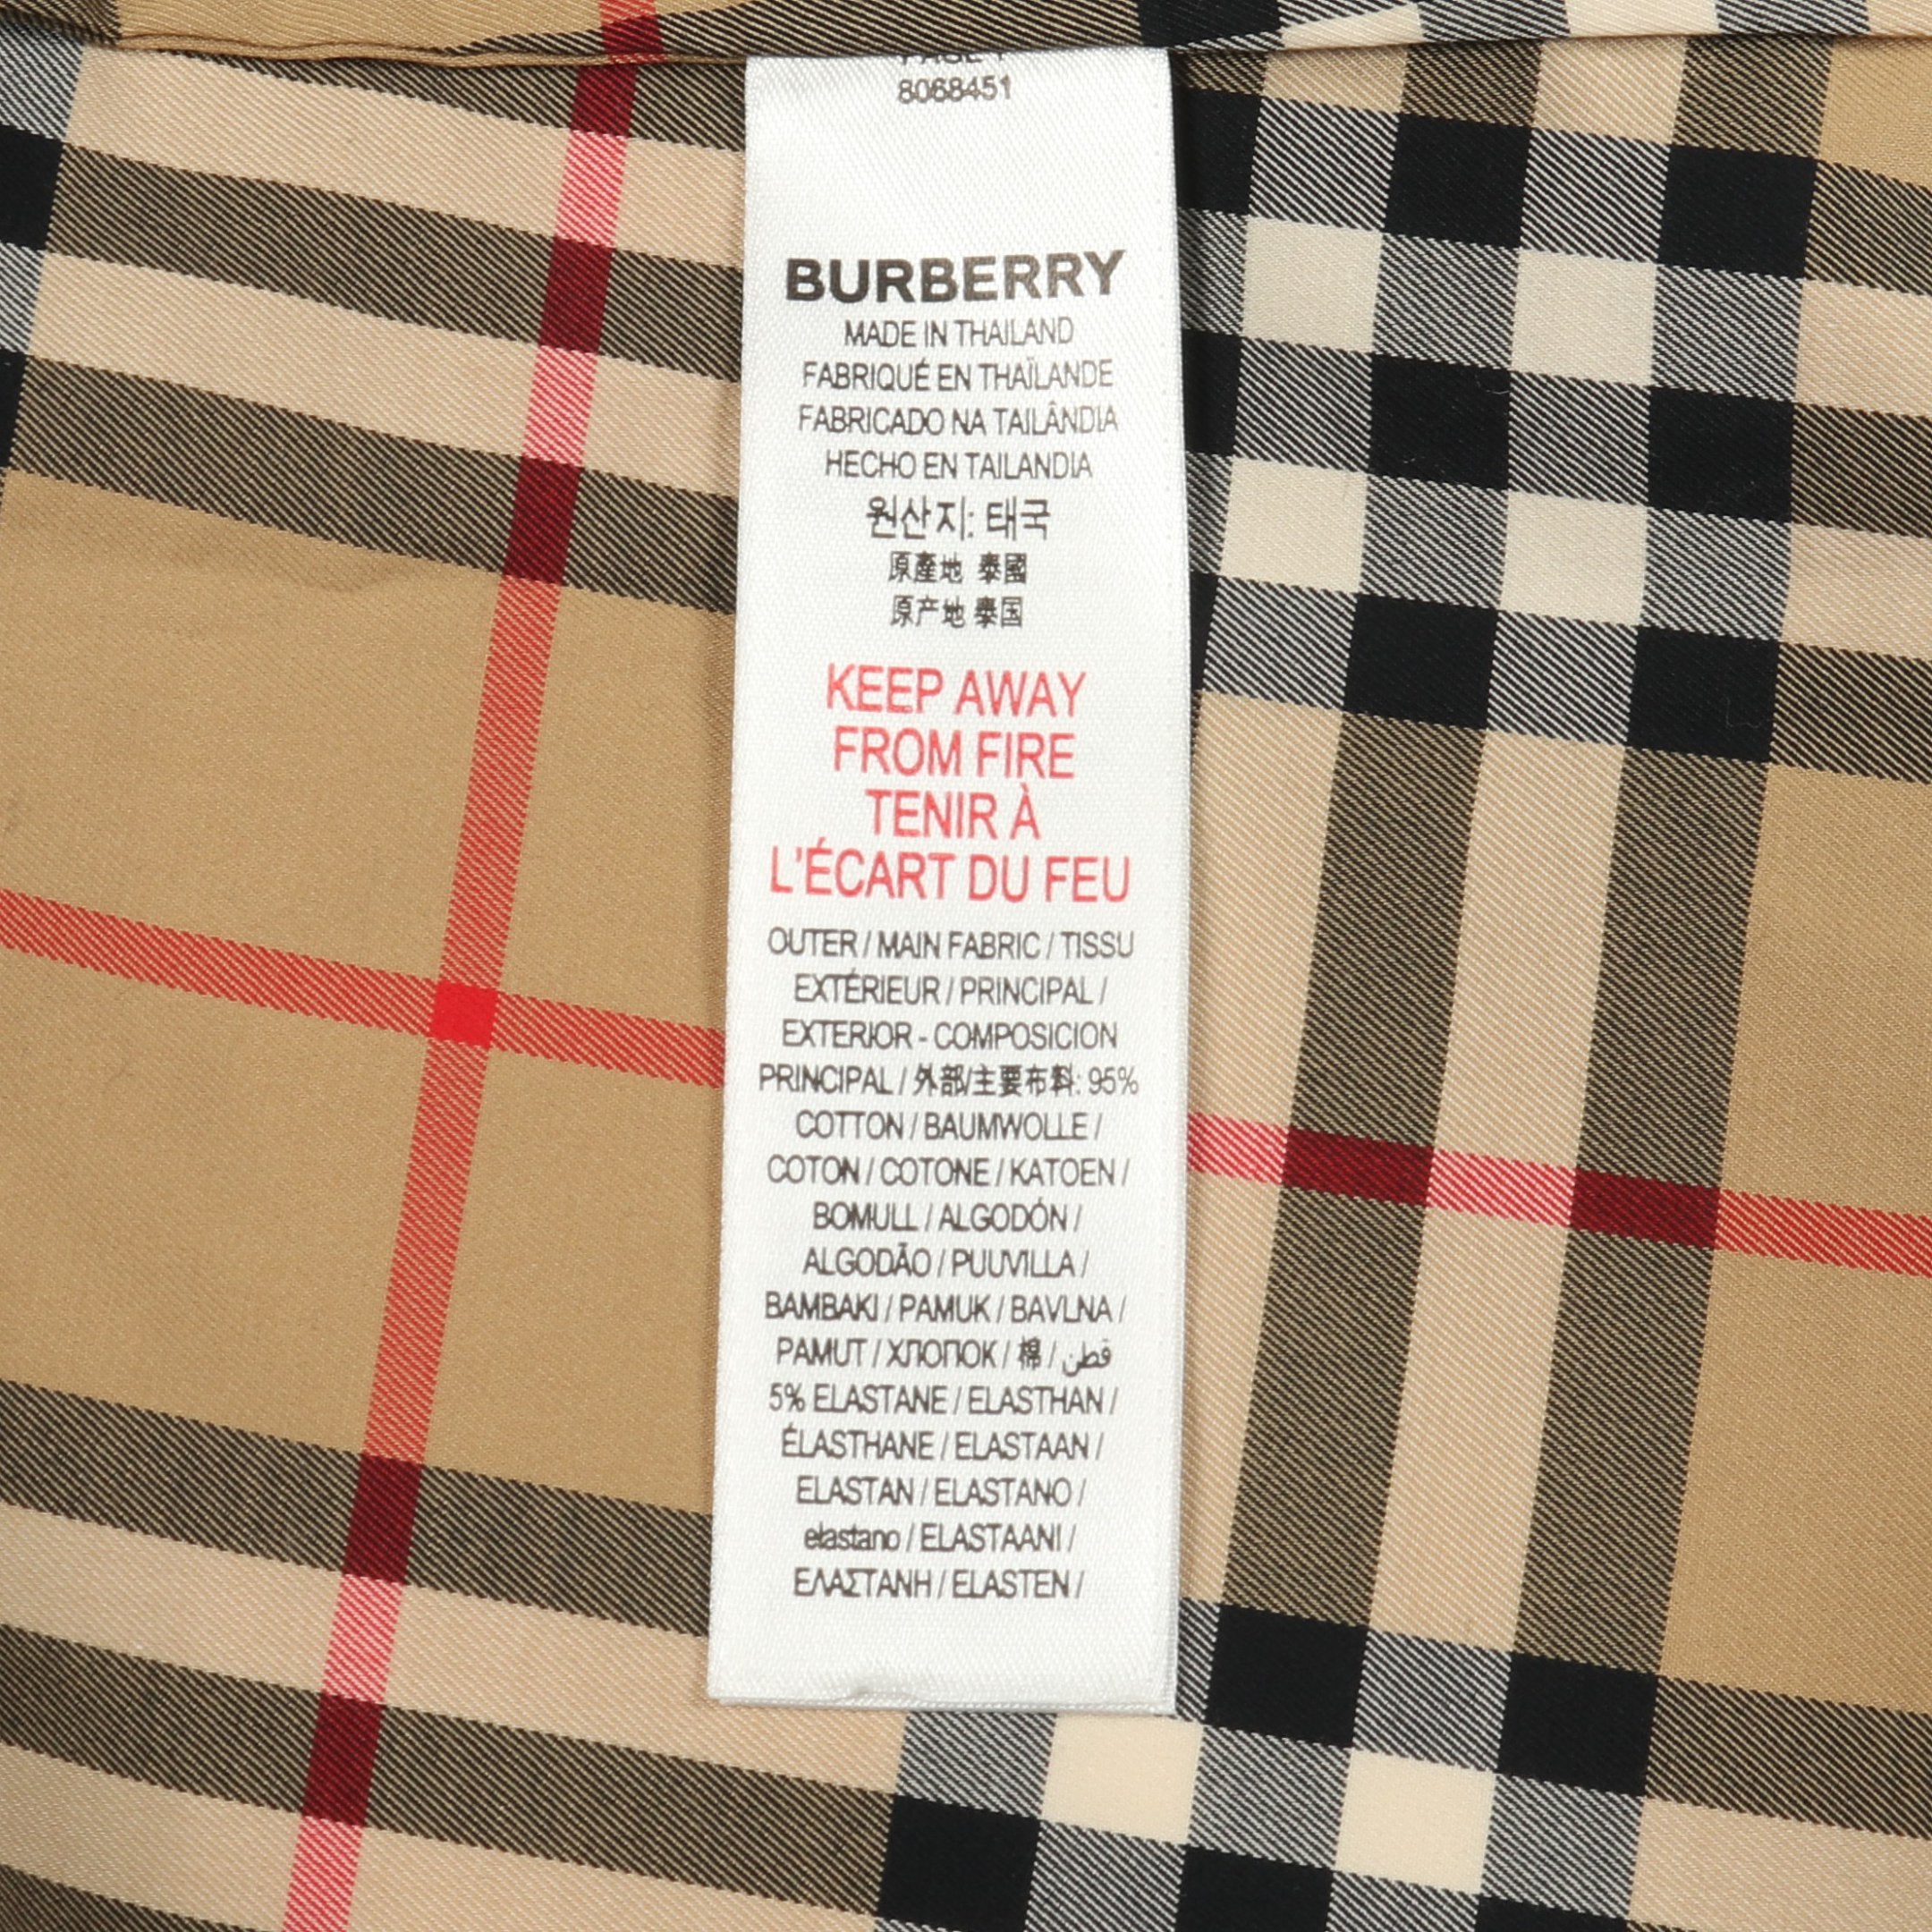 PAGE 1
8068451
BURBERRY
MADE IN THAILAND
FABRIQUÉ EN THAÏLANDE
FABRICADO NA TAILÂNDIA
HECHO EN TAILANDIA
원산지: 태국
原產地 泰國
原产地 泰国
KEEP AWAY
FROM FIRE
TENIR À
L'ÉCART DU FEU
OUTER / MAIN FABRIC / TISSU
EXTÉRIEUR / PRINCIPAL /
EXTERIOR - COMPOSICION
PRINCIPAL / 外部/主要布料: 95%
COTTON / BAUMWOLLE /
COTON / COTONE / KATOEN /
BOMULL / ALGODÓN /
ALGODÃO / PUUVILLA /
BAMBAKI / PAMUK / BAVLNA /
PAMUT / ХЛОПОК / 棉 / قطن
5% ELASTANE / ELASTHAN /
ÉLASTHANE / ELASTAAN /
ELASTAN / ELASTANO /
elastano / ELASTAANI /
ΕΛΑΣΤΑΝΗ / ELASTEN /